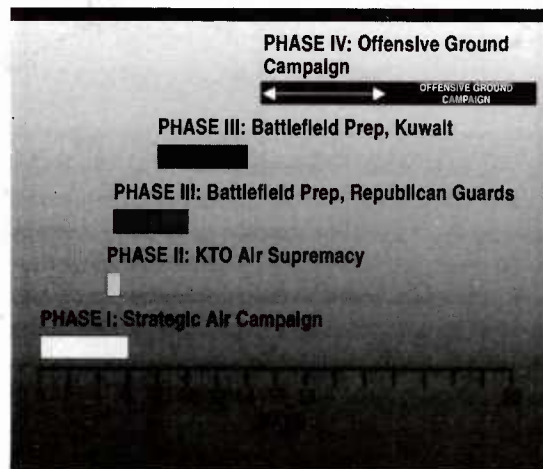 PHASE IV: Offensive Ground
Campaign
OFFENSIVE GROUND
CAMPAIGN
PHASE III: Battlefield Prep, Kuwait
PHASE III: Battlefield Prep, Republican Guards
PHASE II: KTO Air Supremacy
PHASE I: Strategic Air Campaign